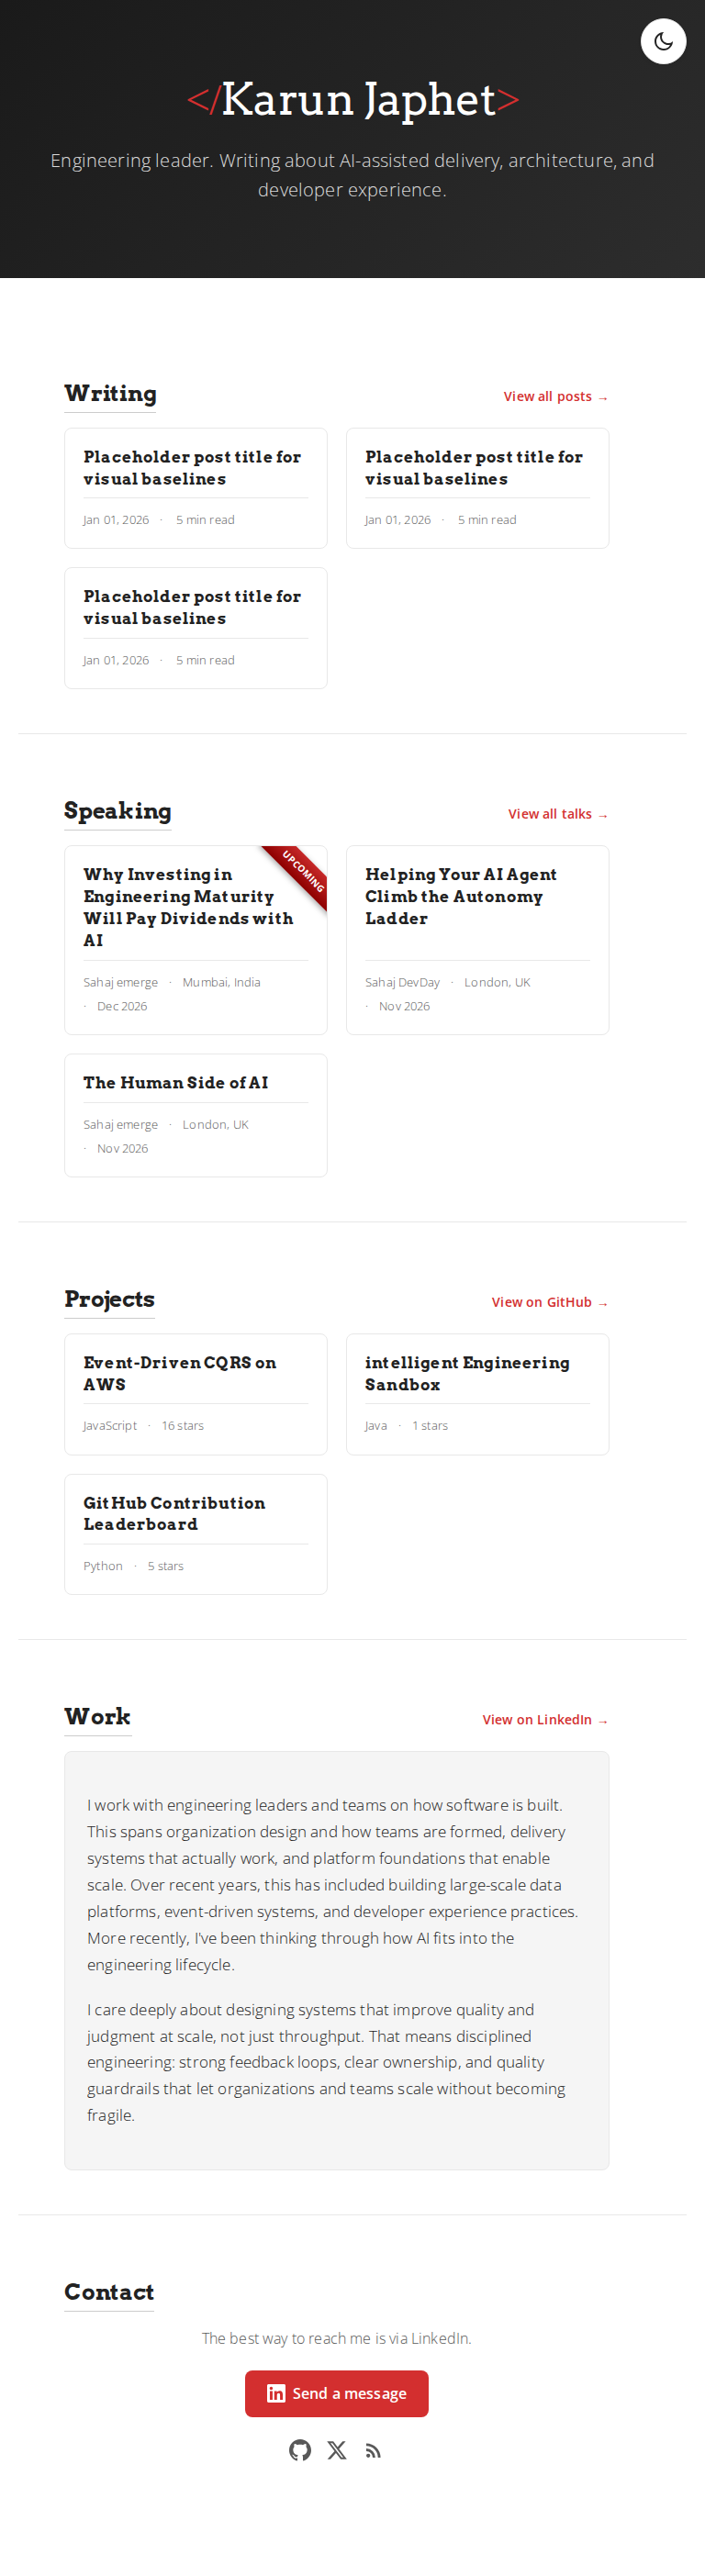 </Karun Japhet>
Engineering leader. Writing about AI-assisted delivery, architecture, and
developer experience.
Writing
View all posts →
Placeholder post title for
visual baselines
Jan 01, 2026 · 5 min read
Placeholder post title for
visual baselines
Jan 01, 2026 · 5 min read
Placeholder post title for
visual baselines
Jan 01, 2026 · 5 min read
Speaking
View all talks →
UPCOMING
Why Investing in
Engineering Maturity
Will Pay Dividends with
AI
Sahaj emerge · Mumbai, India
· Dec 2026
Helping Your AI Agent
Climb the Autonomy
Ladder
Sahaj DevDay · London, UK
· Nov 2026
The Human Side of AI
Sahaj emerge · London, UK
· Nov 2026
Projects
View on GitHub →
Event-Driven CQRS on
AWS
JavaScript · 16 stars
intelligent Engineering
Sandbox
Java · 1 stars
GitHub Contribution
Leaderboard
Python · 5 stars
Work
View on LinkedIn →
I work with engineering leaders and teams on how software is built.
This spans organization design and how teams are formed, delivery
systems that actually work, and platform foundations that enable
scale. Over recent years, this has included building large-scale data
platforms, event-driven systems, and developer experience practices.
More recently, I've been thinking through how AI fits into the
engineering lifecycle.
I care deeply about designing systems that improve quality and
judgment at scale, not just throughput. That means disciplined
engineering: strong feedback loops, clear ownership, and quality
guardrails that let organizations and teams scale without becoming
fragile.
Contact
The best way to reach me is via LinkedIn.
Send a message